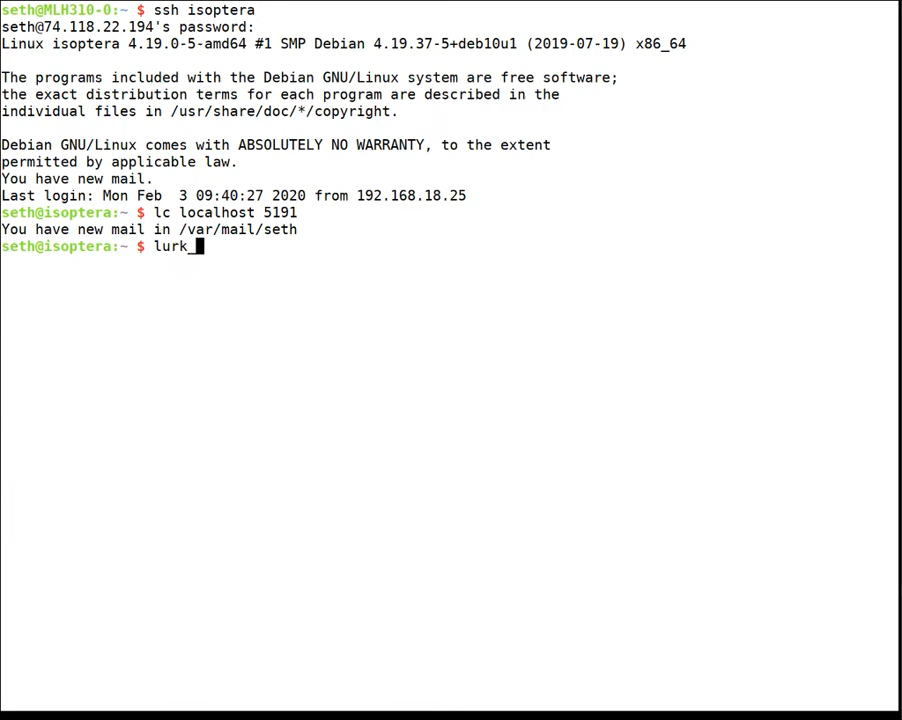 seth@MLH310-0:~ $ ssh isoptera
seth@74.118.22.194's password:
Linux isoptera 4.19.0-5-amd64 #1 SMP Debian 4.19.37-5+deb10u1 (2019-07-19) x86_64
The programs included with the Debian GNU/Linux system are free software;
the exact distribution terms for each program are described in the
individual files in /usr/share/doc/*/copyright.
Debian GNU/Linux comes with ABSOLUTELY NO WARRANTY, to the extent
permitted by applicable law.
You have new mail.
Last login: Mon Feb  3 09:40:27 2020 from 192.168.18.25
seth@isoptera:~ $ lc localhost 5191
You have new mail in /var/mail/seth
seth@isoptera:~ $ lurk_